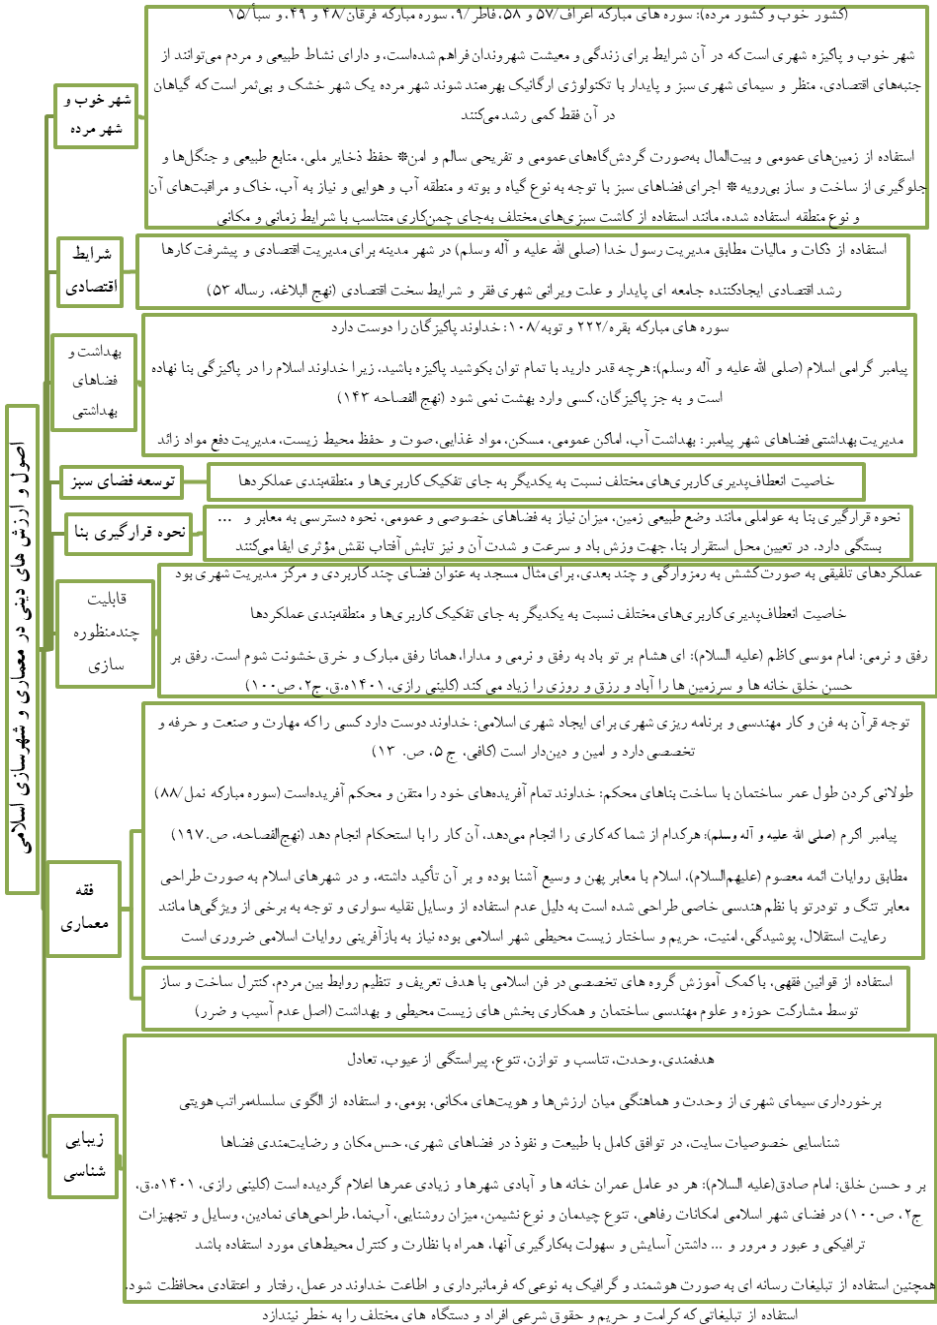 اصول و ارزش های دینی در معماری و شهرسازی اسلامی
شهر خوب و
شهر مرده
(کشور خوب و کشور مرده): سوره های مبارکه اعراف/۵۷ و ۵۸، فاطر/۹، سوره مبارکه فرقان/۴۸ و ۴۹، و سبأ/۱۵
شهر خوب و پاکیزه شهری است که در آن شرایط برای زندگی و معیشت شهروندان فراهم شده‌است، و دارای نشاط طبیعی و مردم می‌توانند از
جنبه‌های اقتصادی، منظر و سیمای شهری سبز و پایدار با تکنولوژی ارگانیک بهره‌مند شوند شهر مرده یک شهر خشک و بی‌ثمر است که گیاهان
در آن فقط کمی رشد می‌کنند
استفاده از زمین‌های عمومی و بیت‌المال به‌صورت گردش‌گاه‌های عمومی و تفریحی سالم و امن* حفظ ذخایر ملی، منابع طبیعی و جنگل‌ها و
جلوگیری از ساخت و ساز بی‌رویه * اجرای فضاهای سبز با توجه به نوع گیاه و بوته و منطقه آب و هوایی و نیاز به آب، خاک و مراقبت‌های آن
و نوع منطقه استفاده شده، مانند استفاده از کاشت سبزی‌های مختلف به‌جای چمن‌کاری متناسب با شرایط زمانی و مکانی
شرایط
اقتصادی
استفاده از ذکات و مالیات مطابق مدیریت رسول خدا (صلی الله علیه و آله وسلم) در شهر مدینه برای مدیریت اقتصادی و پیشرفت کارها
رشد اقتصادی ایجادکننده جامعه ای پایدار و علت ویرانی شهری فقر و شرایط سخت اقتصادی (نهج البلاغه، رساله ۵۳)
بهداشت و
فضاهای
بهداشتی
سوره های مبارکه بقره/۲۲۲ و توبه/۱۰۸: خداوند پاکیزگان را دوست دارد
پیامبر گرامی اسلام (صلی الله علیه و آله وسلم): هرچه قدر دارید با تمام توان بکوشید پاکیزه باشید، زیرا خداوند اسلام را در پاکیزگی بنا نهاده
است و به جز پاکیزگان، کسی وارد بهشت نمی شود (نهج الفصاحه ۱۴۳)
مدیریت بهداشتی فضاهای شهر پیامبر: بهداشت آب، اماکن عمومی، مسکن، مواد غذایی، صوت و حفظ محیط زیست، مدیریت دفع مواد زائد
توسعه فضای سبز
خاصیت انعطاف‌پذیری کاربری‌های مختلف نسبت به یکدیگر به جای تفکیک کاربری‌ها و منطقه‌بندی عملکردها
نحوه قرارگیری بنا
نحوه قرارگیری بنا به عواملی مانند وضع طبیعی زمین، میزان نیاز به فضاهای خصوصی و عمومی، نحوه دسترسی به معابر و ...
بستگی دارد. در تعیین محل استقرار بنا، جهت وزش باد و سرعت و شدت آن و نیز تابش آفتاب نقش مؤثری ایفا می‌کنند
قابلیت
چندمنظوره
سازی
عملکردهای تلفیقی به صورت کشش به رمزوارگی و چند بعدی، برای مثال مسجد به عنوان فضای چند کاربردی و مرکز مدیریت شهری بود
خاصیت انعطاف‌پذیری کاربری‌های مختلف نسبت به یکدیگر به جای تفکیک کاربری‌ها و منطقه‌بندی عملکردها
رفق و نرمی: امام موسی کاظم (علیه السلام): ای هشام بر تو باد به رفق و نرمی و مدارا، همانا رفق مبارک و خرق خشونت شوم است. رفق بر
حسن خلق خانه ها و سرزمین ها را آباد و رزق و روزی را زیاد می کند (کلینی رازی، ۱۴۰۱ه.ق، ج۲، ص۱۰۰)
فقه
معماری
توجه قرآن به فن و کار مهندسی و برنامه ریزی شهری برای ایجاد شهری اسلامی: خداوند دوست دارد کسی را که مهارت و صنعت و حرفه و
تخصصی دارد و امین و دین‌دار است (کافی، ج ۵، ص. ۱۳)
طولانی کردن طول عمر ساختمان با ساخت بناهای محکم: خداوند تمام آفریده‌های خود را متقن و محکم آفریده‌است (سوره مبارکه نمل/۸۸)
پیامبر اکرم (صلی الله علیه و آله وسلم): هرکدام از شما که کاری را انجام می‌دهد، آن کار را با استحکام انجام دهد (نهج‌الفصاحه، ص.۱۹۷)
مطابق روایات ائمه معصوم (علیهم‌السلام)، اسلام با معابر پهن و وسیع آشنا بوده و بر آن تأکید داشته، و در شهرهای اسلام به صورت طراحی
معابر تنگ و تودرتو با نظم هندسی خاصی طراحی شده است به دلیل عدم استفاده از وسایل نقلیه سواری و توجه به برخی از ویژگی‌ها مانند
رعایت استقلال، پوشیدگی، امنیت، حریم و ساختار زیست محیطی شهر اسلامی بوده نیاز به بازآفرینی روایات اسلامی ضروری است
استفاده از قوانین فقهی، با کمک آموزش گروه های تخصصی در فن اسلامی با هدف تعریف و تنظیم روابط بین مردم، کنترل ساخت و ساز
توسط مشارکت حوزه و علوم مهندسی ساختمان و همکاری بخش های زیست محیطی و بهداشت (اصل عدم آسیب و ضرر)
زیبایی
شناسی
هدفمندی، وحدت، تناسب و توازن، تنوع، پیراستگی از عیوب، تعادل
برخورداری سیمای شهری از وحدت و هماهنگی میان ارزش‌ها و هویت‌های مکانی، بومی، و استفاده از الگوی سلسله‌مراتب هویتی
شناسایی خصوصیات سایت، در توافق کامل با طبیعت و نفوذ در فضاهای شهری، حس مکان و رضایت‌مندی فضاها
بر و حسن خلق: امام صادق(علیه السلام): هر دو عامل عمران خانه ها و آبادی شهرها و زیادی عمرها اعلام گردیده است (کلینی رازی، ۱۴۰۱ه.ق،
ج۲، ص۱۰۰) در فضای شهر اسلامی امکانات رفاهی، تنوع چیدمان و نوع نشیمن، میزان روشنایی، آب‌نما، طراحی‌های نمادین، وسایل و تجهیزات
ترافیکی و عبور و مرور و ... داشتن آسایش و سهولت به‌کارگیری آنها، همراه با نظارت و کنترل محیط‌های مورد استفاده باشد
همچنین استفاده از تبلیغات رسانه ای به صورت هوشمند و گرافیک به نوعی که فرمانبرداری و اطاعت خداوند در عمل، رفتار و اعتقادی محافظت شود،
استفاده از تبلیغاتی که کرامت و حریم و حقوق شرعی افراد و دستگاه های مختلف را به خطر نیندازد